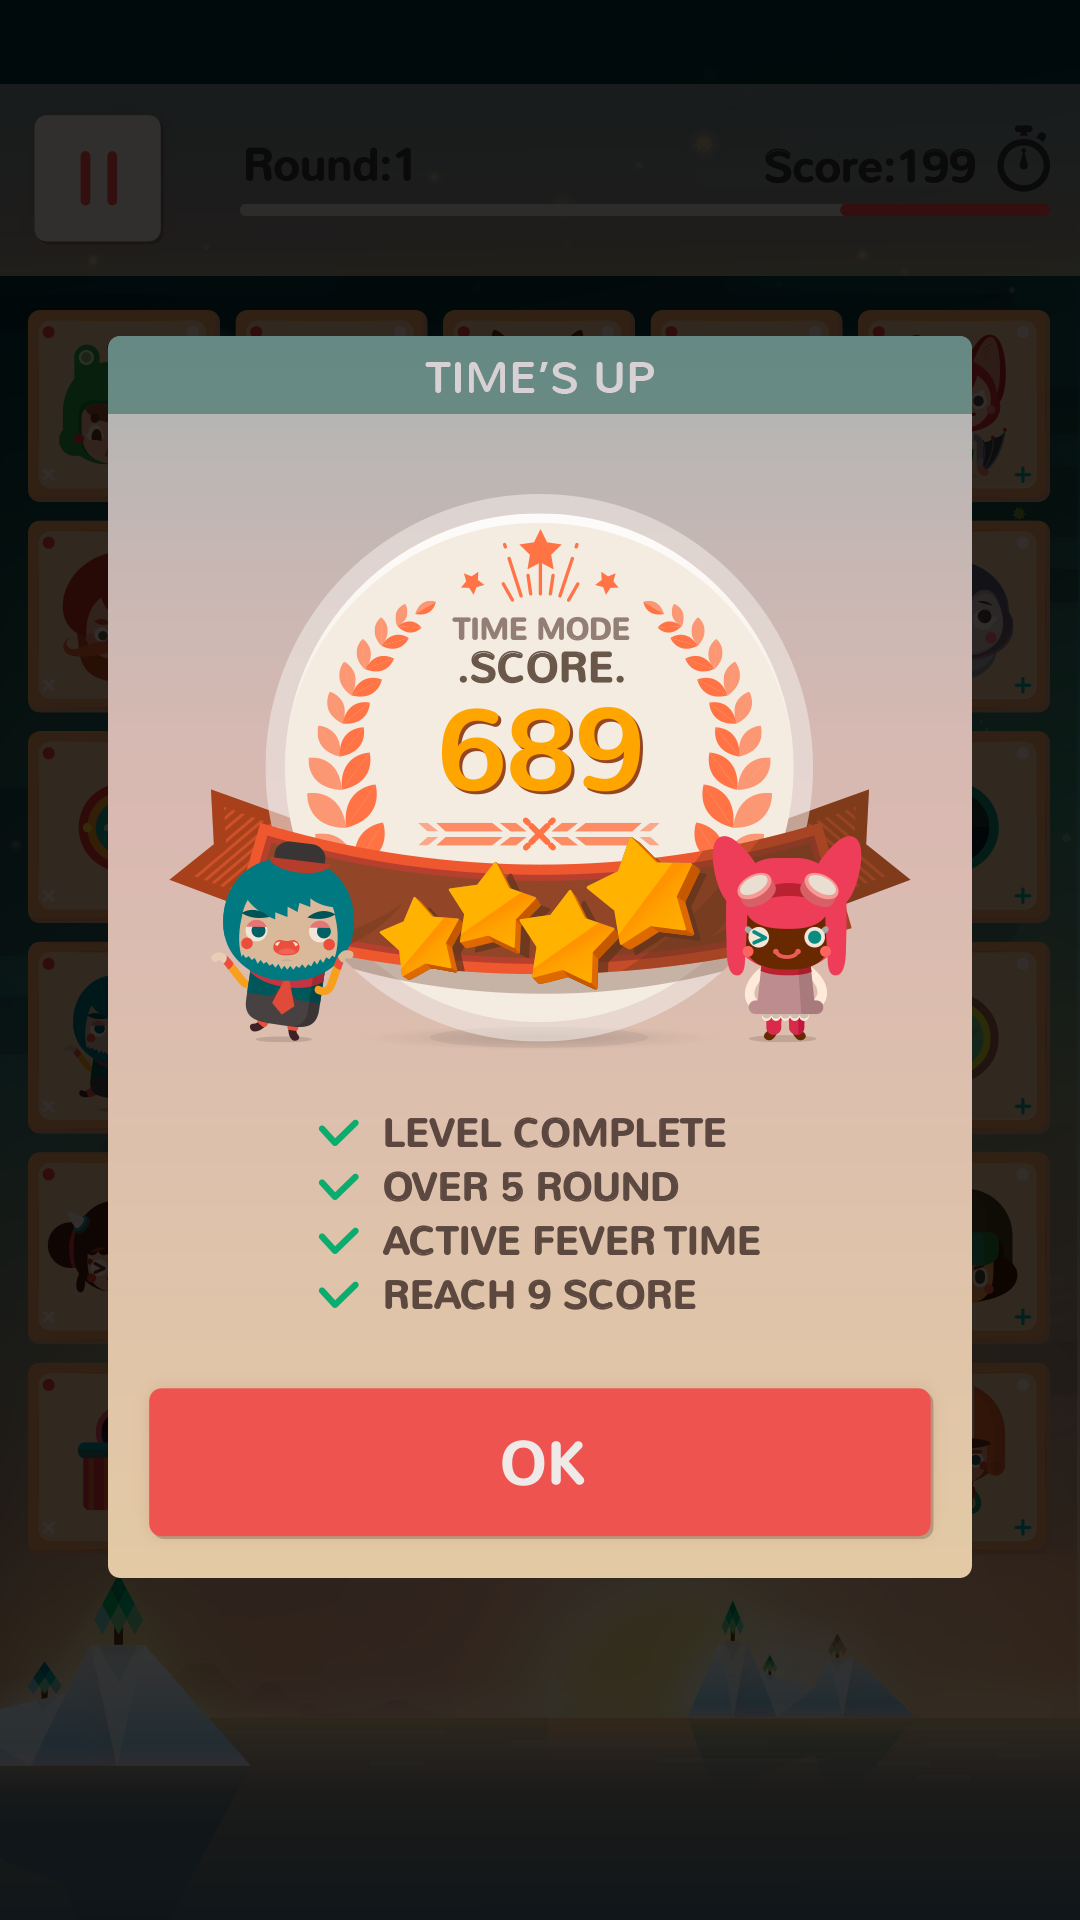 Round:1
Score:199
TIME'S UP
TIME MODE
.SCORE.
689
LEVEL COMPLETE
OVER 5 ROUND
ACTIVE FEVER TIME
REACH 9 SCORE
OK